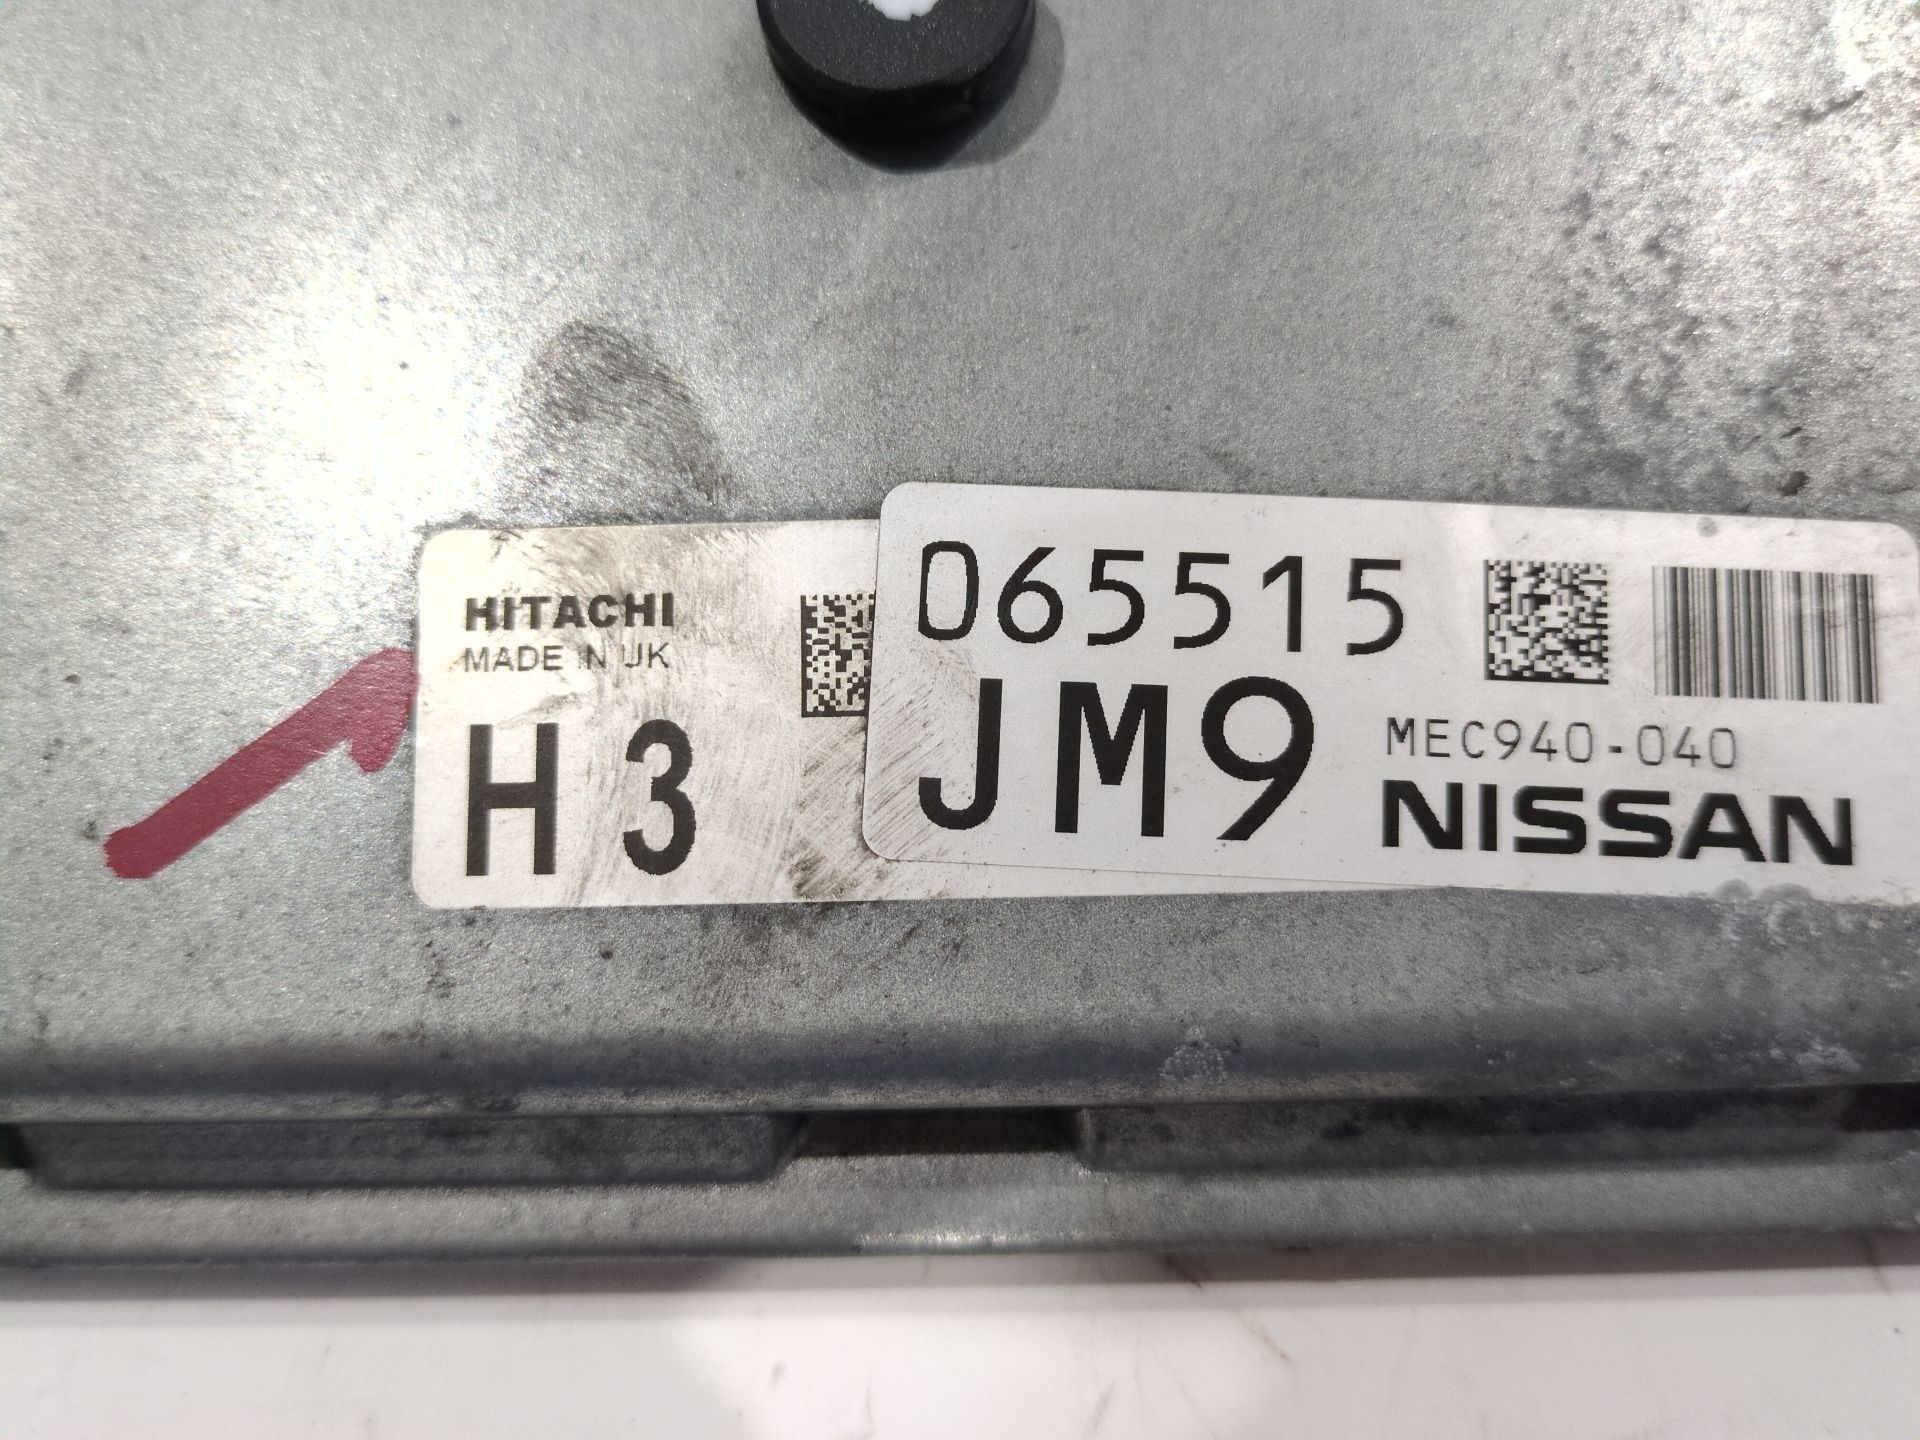 HITACHI
MADE IN UK
H 3
065515
JM9
MEC940-040
NISSAN